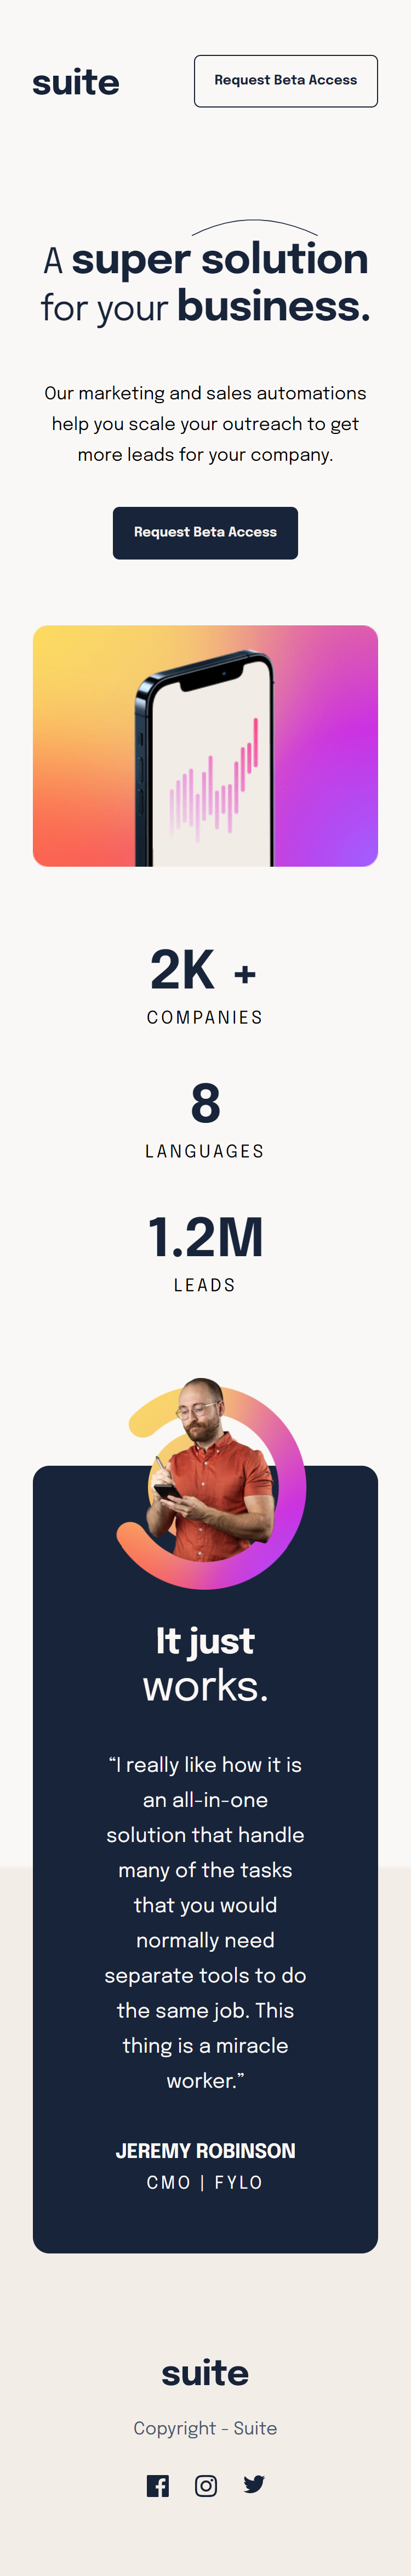 suite
Request Beta Access
A super solution
for your business.
Our marketing and sales automations
help you scale your outreach to get
more leads for your company.
Request Beta Access
2K +
COMPANIES
8
LANGUAGES
1.2M
LEADS
It just
works.
“I really like how it is
an all-in-one
solution that handle
many of the tasks
that you would
normally need
separate tools to do
the same job. This
thing is a miracle
worker.”
JEREMY ROBINSON
CMO | FYLO
suite
Copyright - Suite